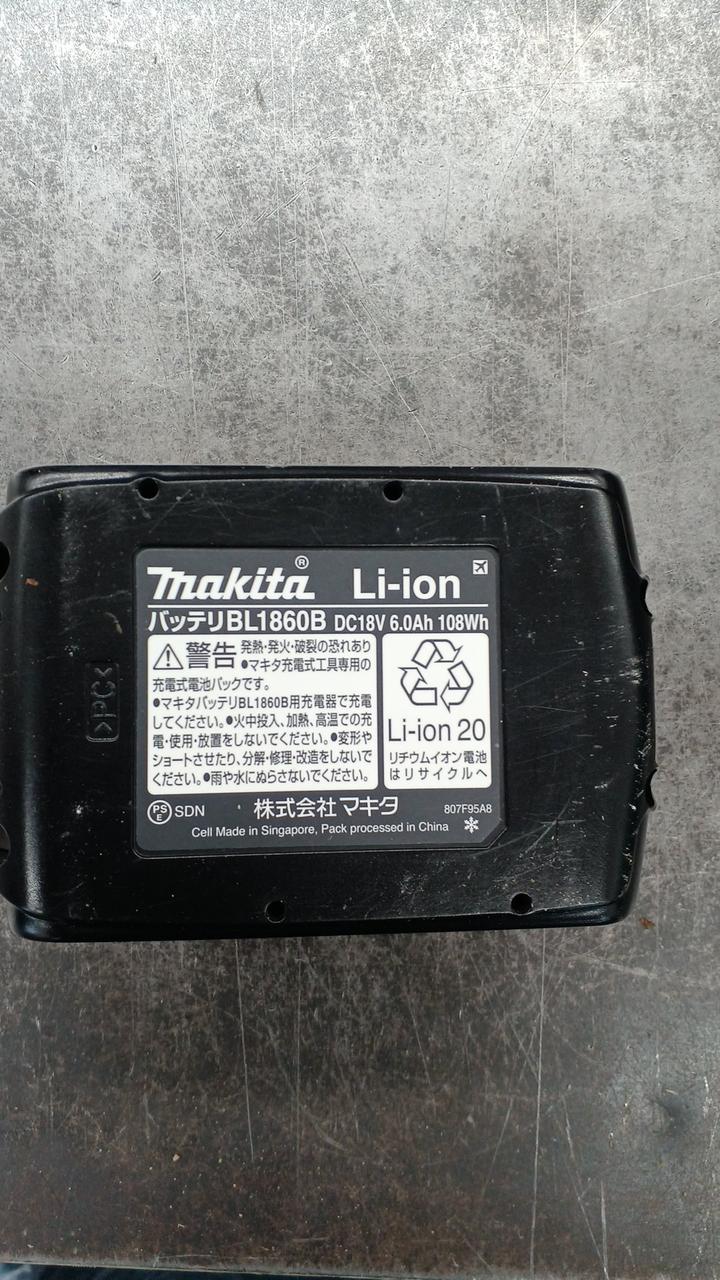 makita® Li-ion
バッテリBL1860B DC18V 6.0Ah 108Wh
警告 発熱・発火・破裂の恐れあり
●マキタ充電式工具専用の
充電式電池パックです。
●マキタバッテリBL1860B用充電器で充電
してください。●火中投入、加熱、高温での充
電・使用・放置をしないでください。●変形や
ショートさせたり、分解・修理・改造をしないで
ください。●雨や水にぬらさないでください。
Li-ion 20
リチウムイオン電池
はリサイクルへ
PSE SDN 株式会社マキタ 807F95A8
Cell Made in Singapore, Pack processed in China
>PC<